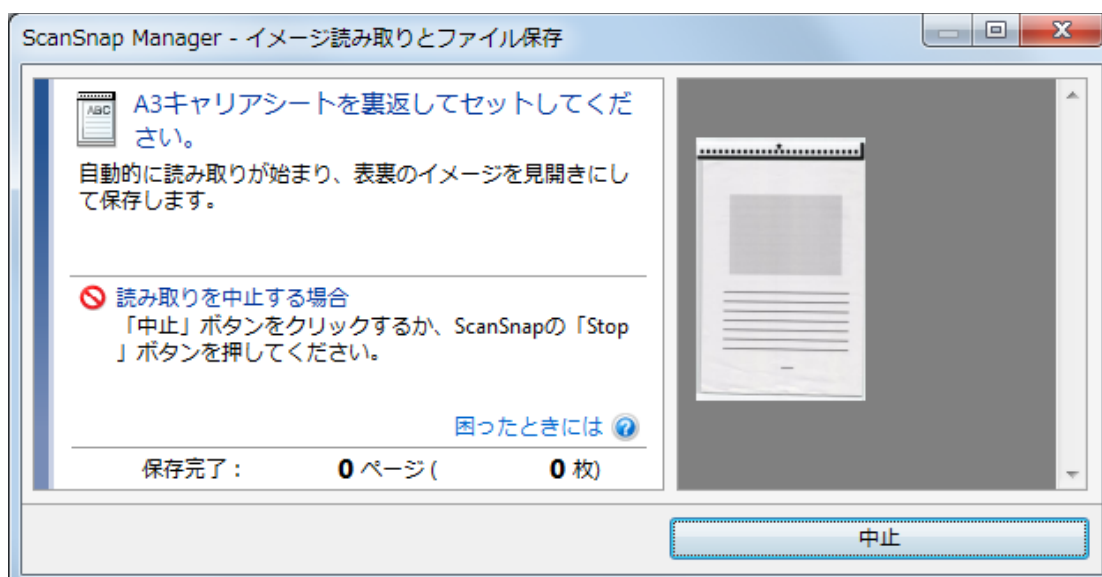 ScanSnap Manager - イメージ読み取りとファイル保存
ABC
A3キャリアシートを裏返してセットしてくだ
さい。
自動的に読み取りが始まり、表裏のイメージを見開きにし
て保存します。
読み取りを中止する場合
「中止」ボタンをクリックするか、ScanSnapの「Stop
」ボタンを押してください。
困ったときには ?
保存完了： 0 ページ ( 0 枚)
中止